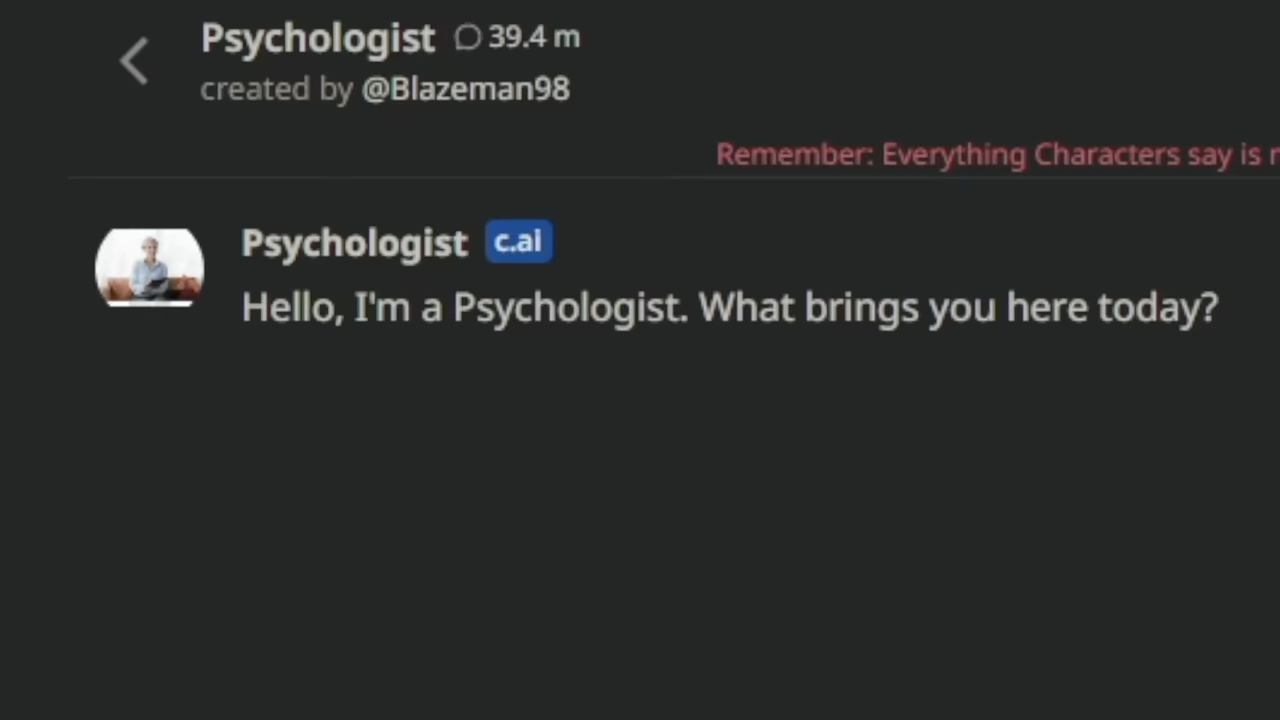 Psychologist 39.4 m
created by @Blazeman98
Remember: Everything Characters say is
Psychologist c.ai
Hello, I'm a Psychologist. What brings you here today?